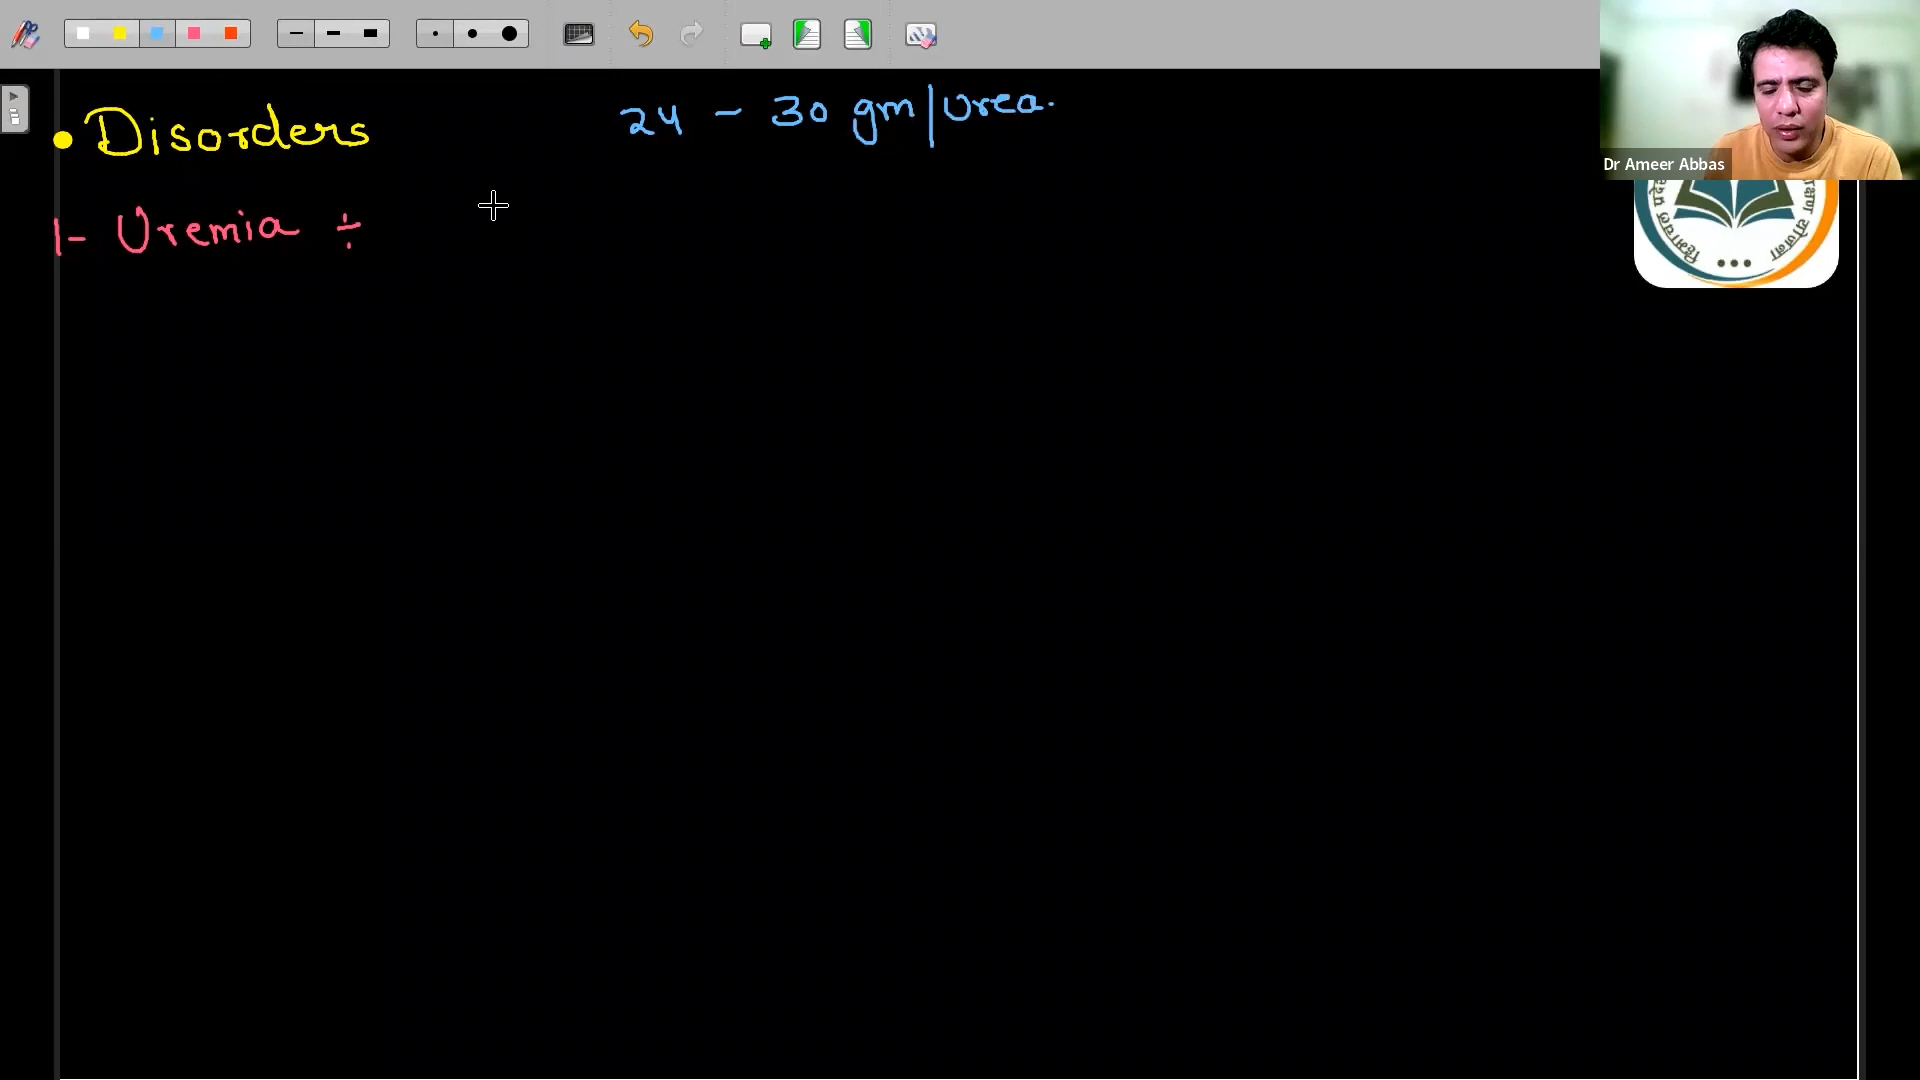 • Disorders
24 - 30 gm|Urea.
1- Uremia ÷
Dr Ameer Abbas